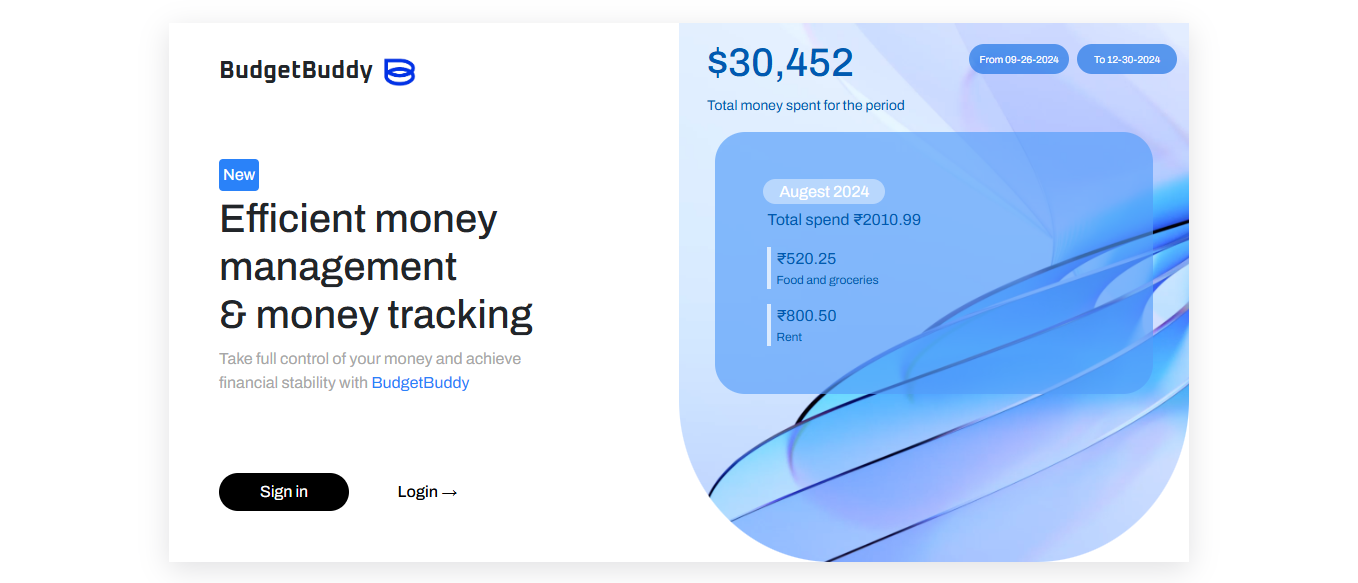 BudgetBuddy
New
Efficient money
management
& money tracking
Take full control of your money and achieve
financial stability with BudgetBuddy
Sign in
Login →
$30,452
From 09-26-2024
To 12-30-2024
Total money spent for the period
Augest 2024
Total spend ₹2010.99
₹520.25
Food and groceries
₹800.50
Rent